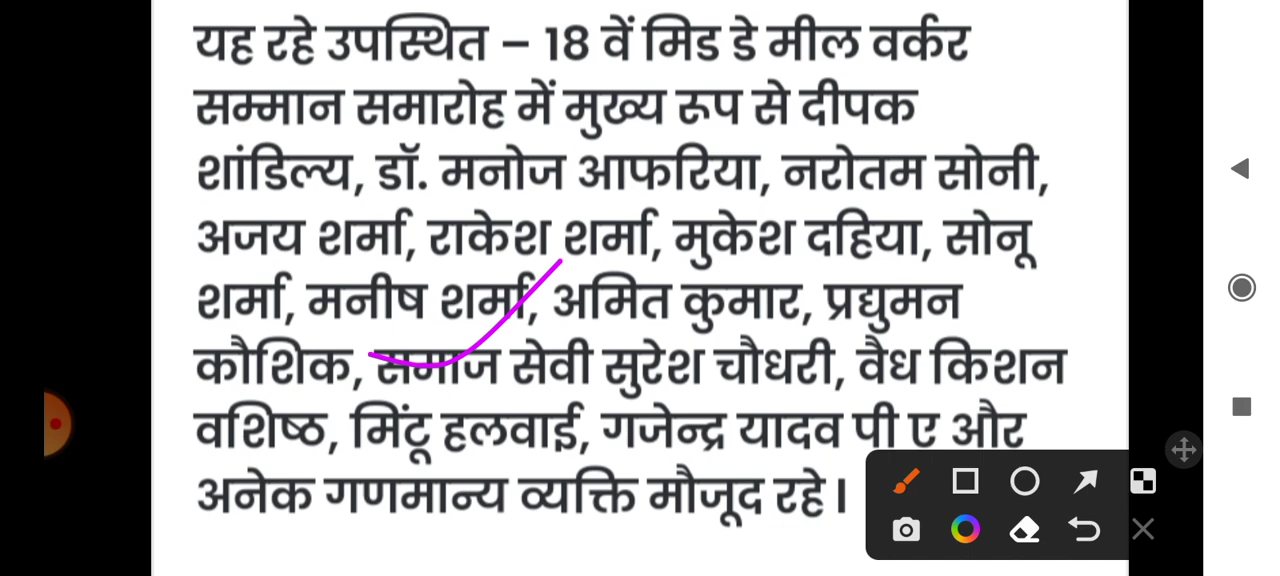 यह रहे उपस्थित – 18 वें मिड डे मील वर्कर
सम्मान समारोह में मुख्य रूप से दीपक
शांडिल्य, डॉ. मनोज आफरिया, नरोतम सोनी,
अजय शर्मा, राकेश शर्मा, मुकेश दहिया, सोनू
शर्मा, मनीष शर्मा, अमित कुमार, प्रद्युमन
कौशिक, समाज सेवी सुरेश चौधरी, वैध किशन
वशिष्ठ, मिंटू हलवाई, गजेन्द्र यादव पी ए और
अनेक गणमान्य व्यक्ति मौजूद रहे।